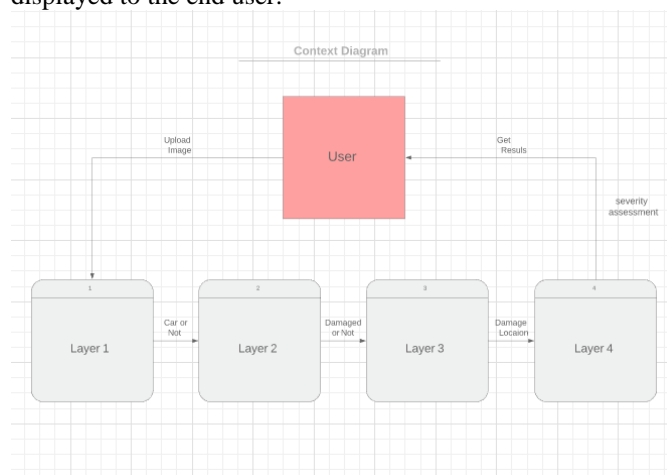 displayed to the end user.
Context Diagram
Upload
Image
User
Get
Resuls
severity
assessment
1
2
3
4
Layer 1
Car or
Not
Layer 2
Damaged
or Not
Layer 3
Damage
Locaion
Layer 4